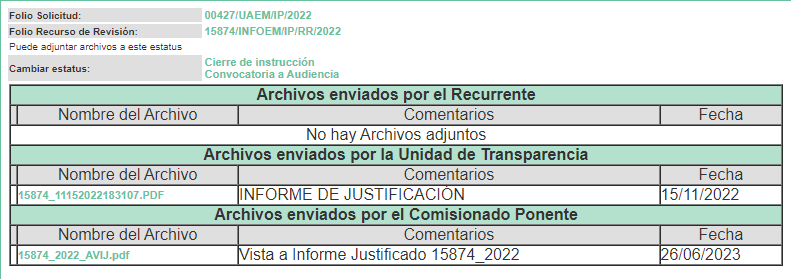 Folio Solicitud: 00427/UAEM/IP/2022
Folio Recurso de Revisión: 15874/INFOEM/IP/RR/2022
Puede adjuntar archivos a este estatus
Cambiar estatus: Cierre de instrucción
Convocatoria a Audiencia
Archivos enviados por el Recurrente
Nombre del Archivo Comentarios Fecha
No hay Archivos adjuntos
Archivos enviados por la Unidad de Transparencia
Nombre del Archivo Comentarios Fecha
15874_11152022183107.PDF INFORME DE JUSTIFICACIÓN 15/11/2022
Archivos enviados por el Comisionado Ponente
Nombre del Archivo Comentarios Fecha
15874_2022_AVIJ.pdf Vista a Informe Justificado 15874_2022 26/06/2023